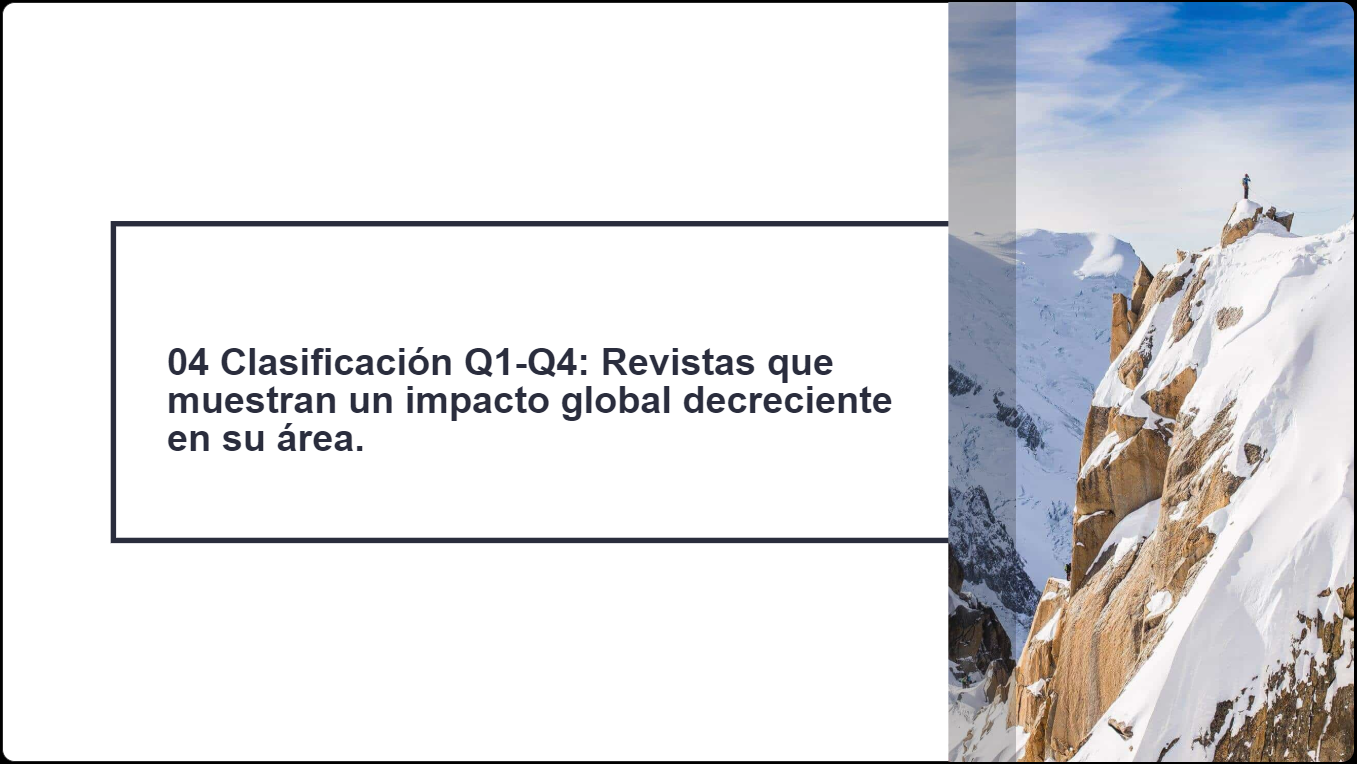 04 Clasificación Q1-Q4: Revistas que
muestran un impacto global decreciente
en su área.